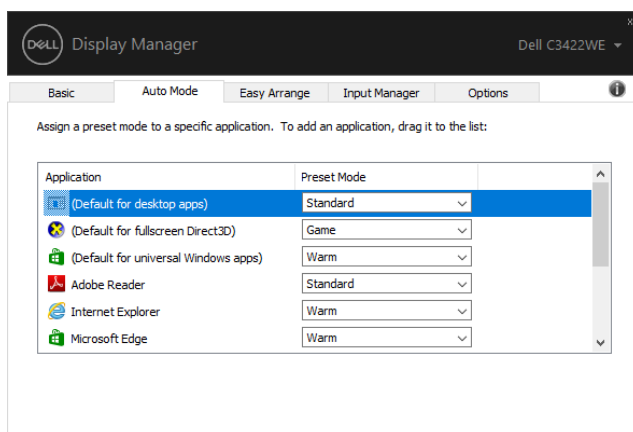 DELL Display Manager Dell C3422WE
Basic Auto Mode Easy Arrange Input Manager Options
Assign a preset mode to a specific application. To add an application, drag it to the list:
Application Preset Mode
(Default for desktop apps) Standard
(Default for fullscreen Direct3D) Game
(Default for universal Windows apps) Warm
Adobe Reader Standard
Internet Explorer Warm
Microsoft Edge Warm